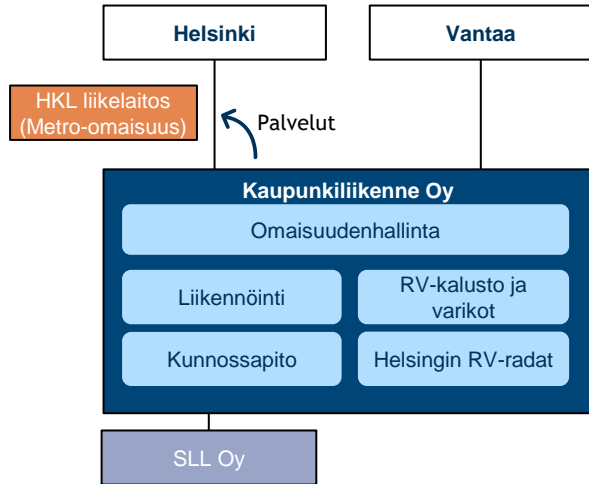 Helsinki
Vantaa
HKL liikelaitos
(Metro-omaisuus)
Palvelut
Kaupunkiliikenne Oy
Omaisuudenhallinta
Liikennöinti
RV-kalusto ja
varikot
Kunnossapito
Helsingin RV-radat
SLL Oy